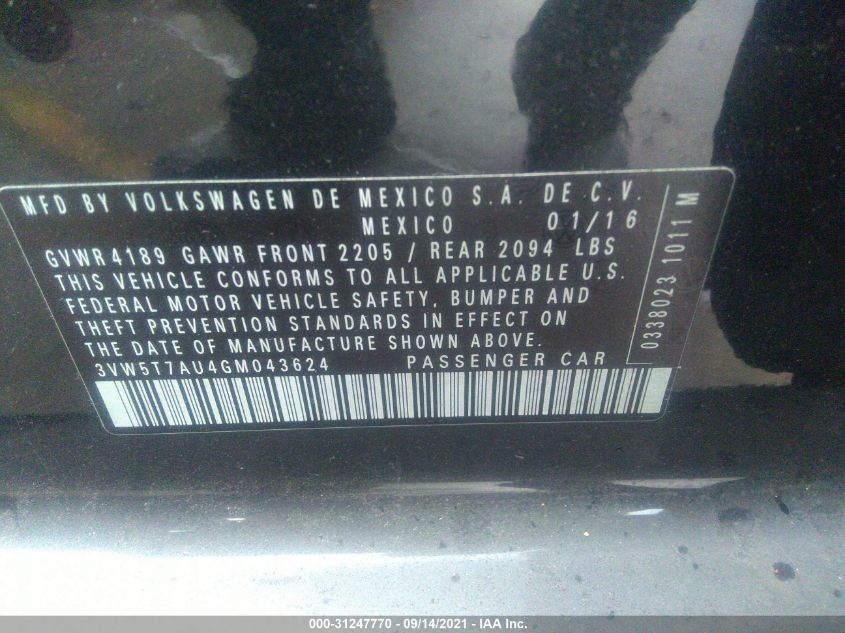 MFD BY VOLKSWAGEN DE MEXICO S.A. DE C.V.
MEXICO 01/16
GVWR 4189 GAWR FRONT 2205 / REAR 2094 LBS
THIS VEHICLE CONFORMS TO ALL APPLICABLE U.S.
FEDERAL MOTOR VEHICLE SAFETY, BUMPER AND
THEFT PREVENTION STANDARDS IN EFFECT ON
THE DATE OF MANUFACTURE SHOWN ABOVE.
3VW5T7AU4GM043624 PASSENGER CAR
0338023 1011 M
000-31247770 - 09/14/2021 - IAA Inc.